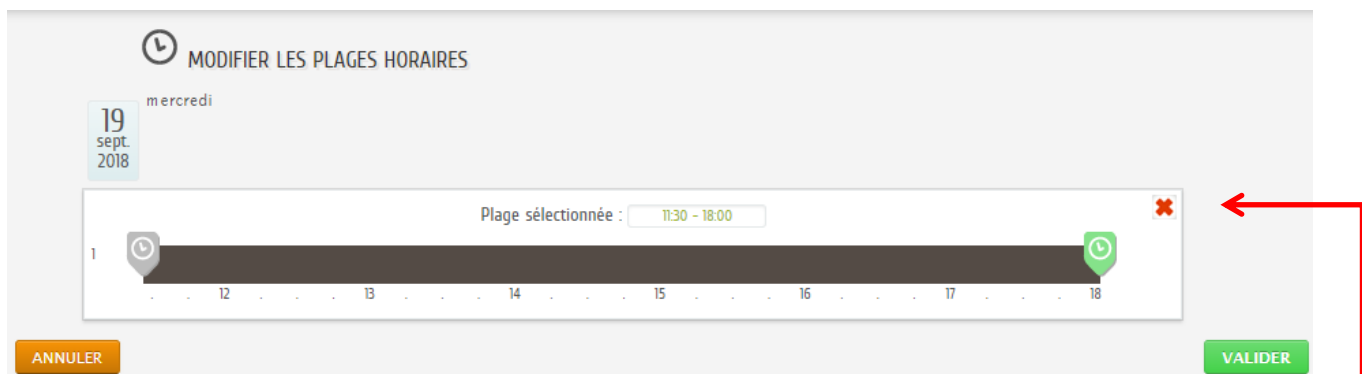 MODIFIER LES PLAGES HORAIRES
mercredi
19
sept.
2018
Plage sélectionnée : 11:30 - 18:00
1
. . 12 . . . 13 . . . 14 . . . 15 . . . 16 . . . 17 . . . 18
ANNULER
VALIDER